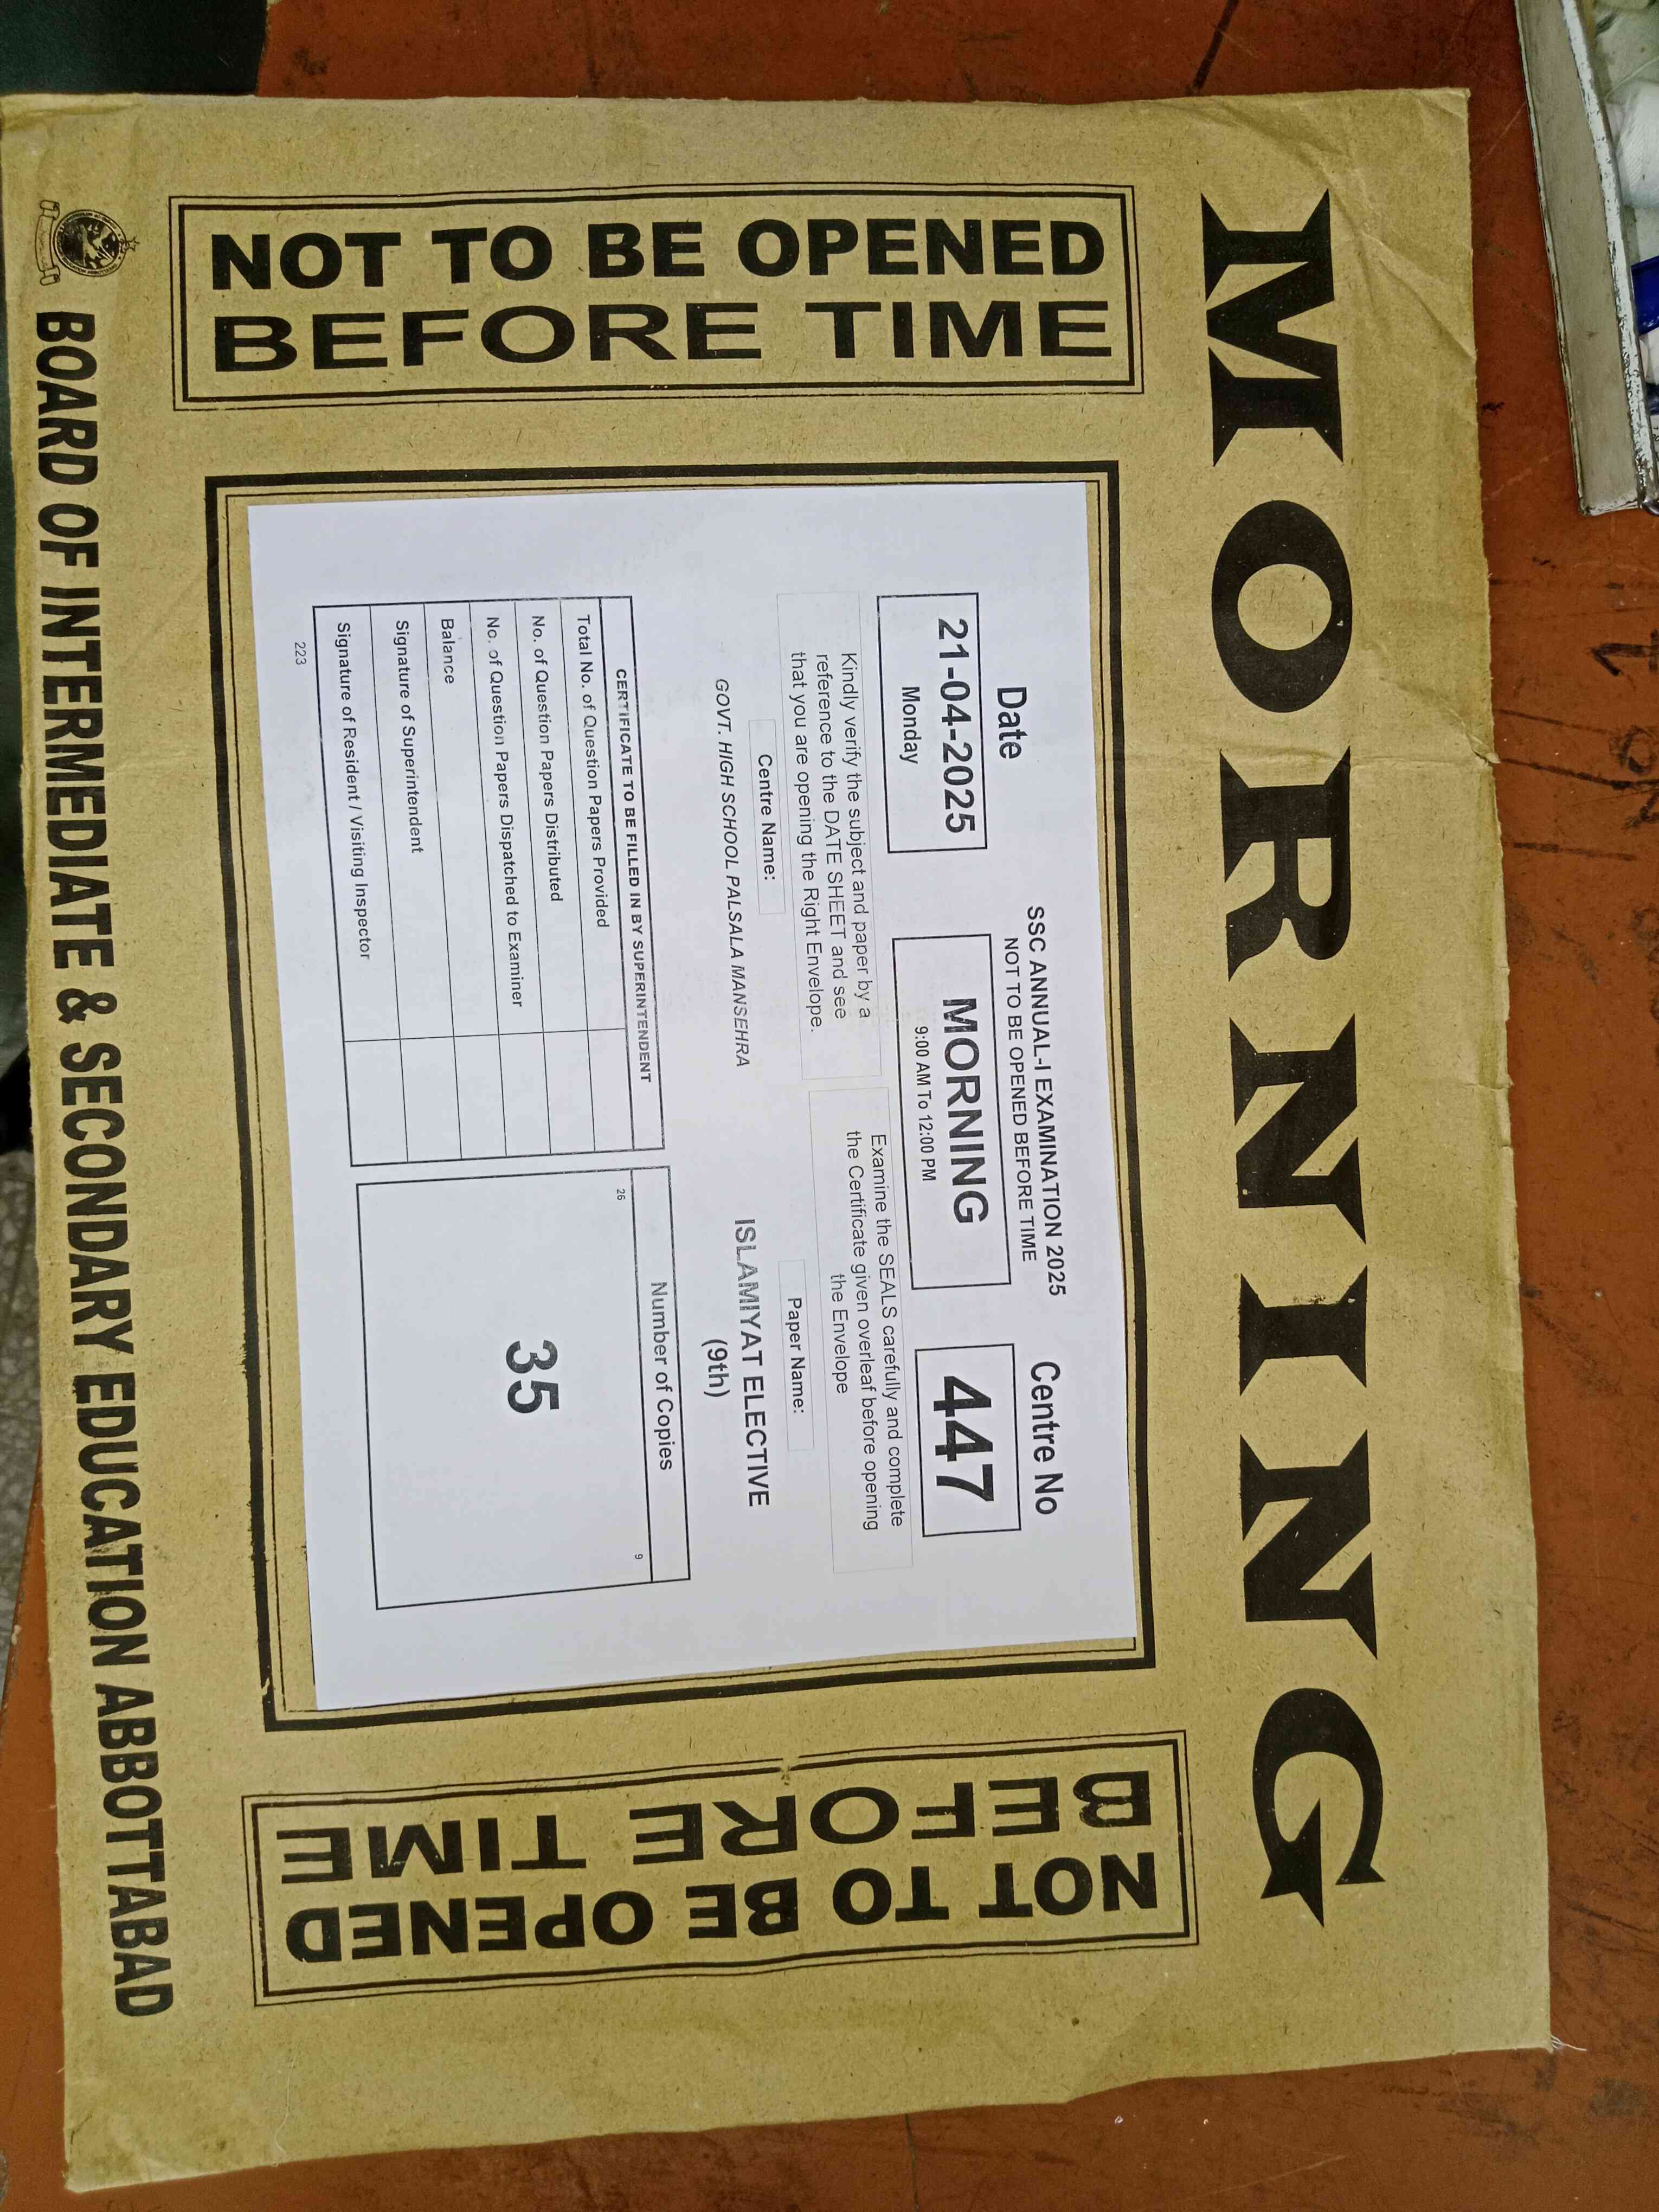 MORNING
NOT TO BE OPENED
BEFORE TIME
SSC ANNUAL-I EXAMINATION 2025
NOT TO BE OPENED BEFORE TIME
Date
21-04-2025
Monday
MORNING
9:00 AM To 12:00 PM
Centre No
447
Kindly verify the subject and paper by a
reference to the DATE SHEET and see
that you are opening the Right Envelope.
Examine the SEALS carefully and complete
the Certificate given overleaf before opening
the Envelope
Centre Name:
GOVT. HIGH SCHOOL PALSALA MANSEHRA
Paper Name:
ISLAMIYAT ELECTIVE
(9th)
CERTIFICATE TO BE FILLED IN BY SUPERINTENDENT
Total No. of Question Papers Provided
No. of Question Papers Distributed
No. of Question Papers Dispatched to Examiner
Balance
Signature of Superintendent
Signature of Resident / Visiting Inspector
Number of Copies
26
9
35
223
NOT TO BE OPENED
BEFORE TIME
BOARD OF INTERMEDIATE & SECONDARY EDUCATION ABBOTTABAD